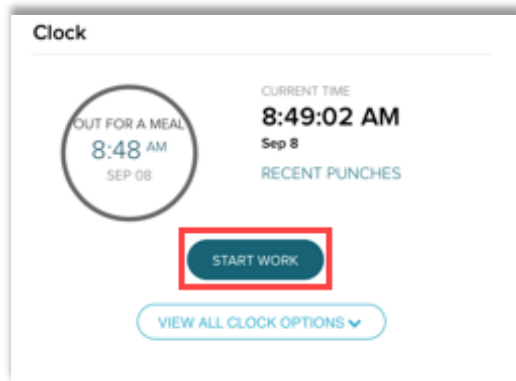 Clock
OUT FOR A MEAL
8:48 AM
SEP 08
CURRENT TIME
8:49:02 AM
Sep 8
RECENT PUNCHES
START WORK
VIEW ALL CLOCK OPTIONS